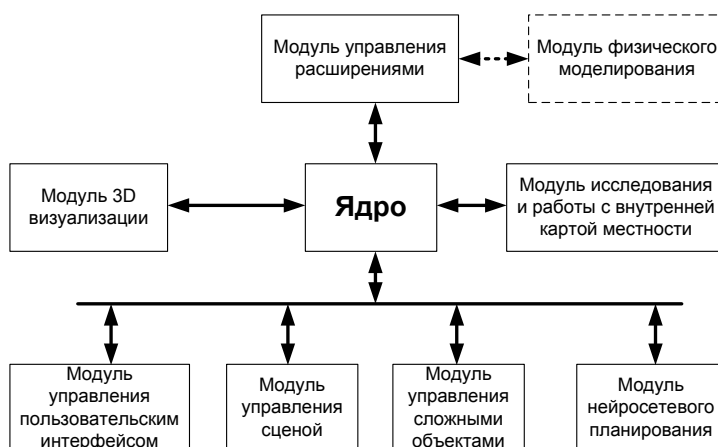 Модуль управления
расширениями
Модуль физического
моделирования
Модуль 3D
визуализации
Ядро
Модуль исследования
и работы с внутренней
картой местности
Модуль
управления
пользовательским
интерфейсом
Модуль
управления
сценой
Модуль
управления
сложными
объектами
Модуль
нейросетевого
планирования